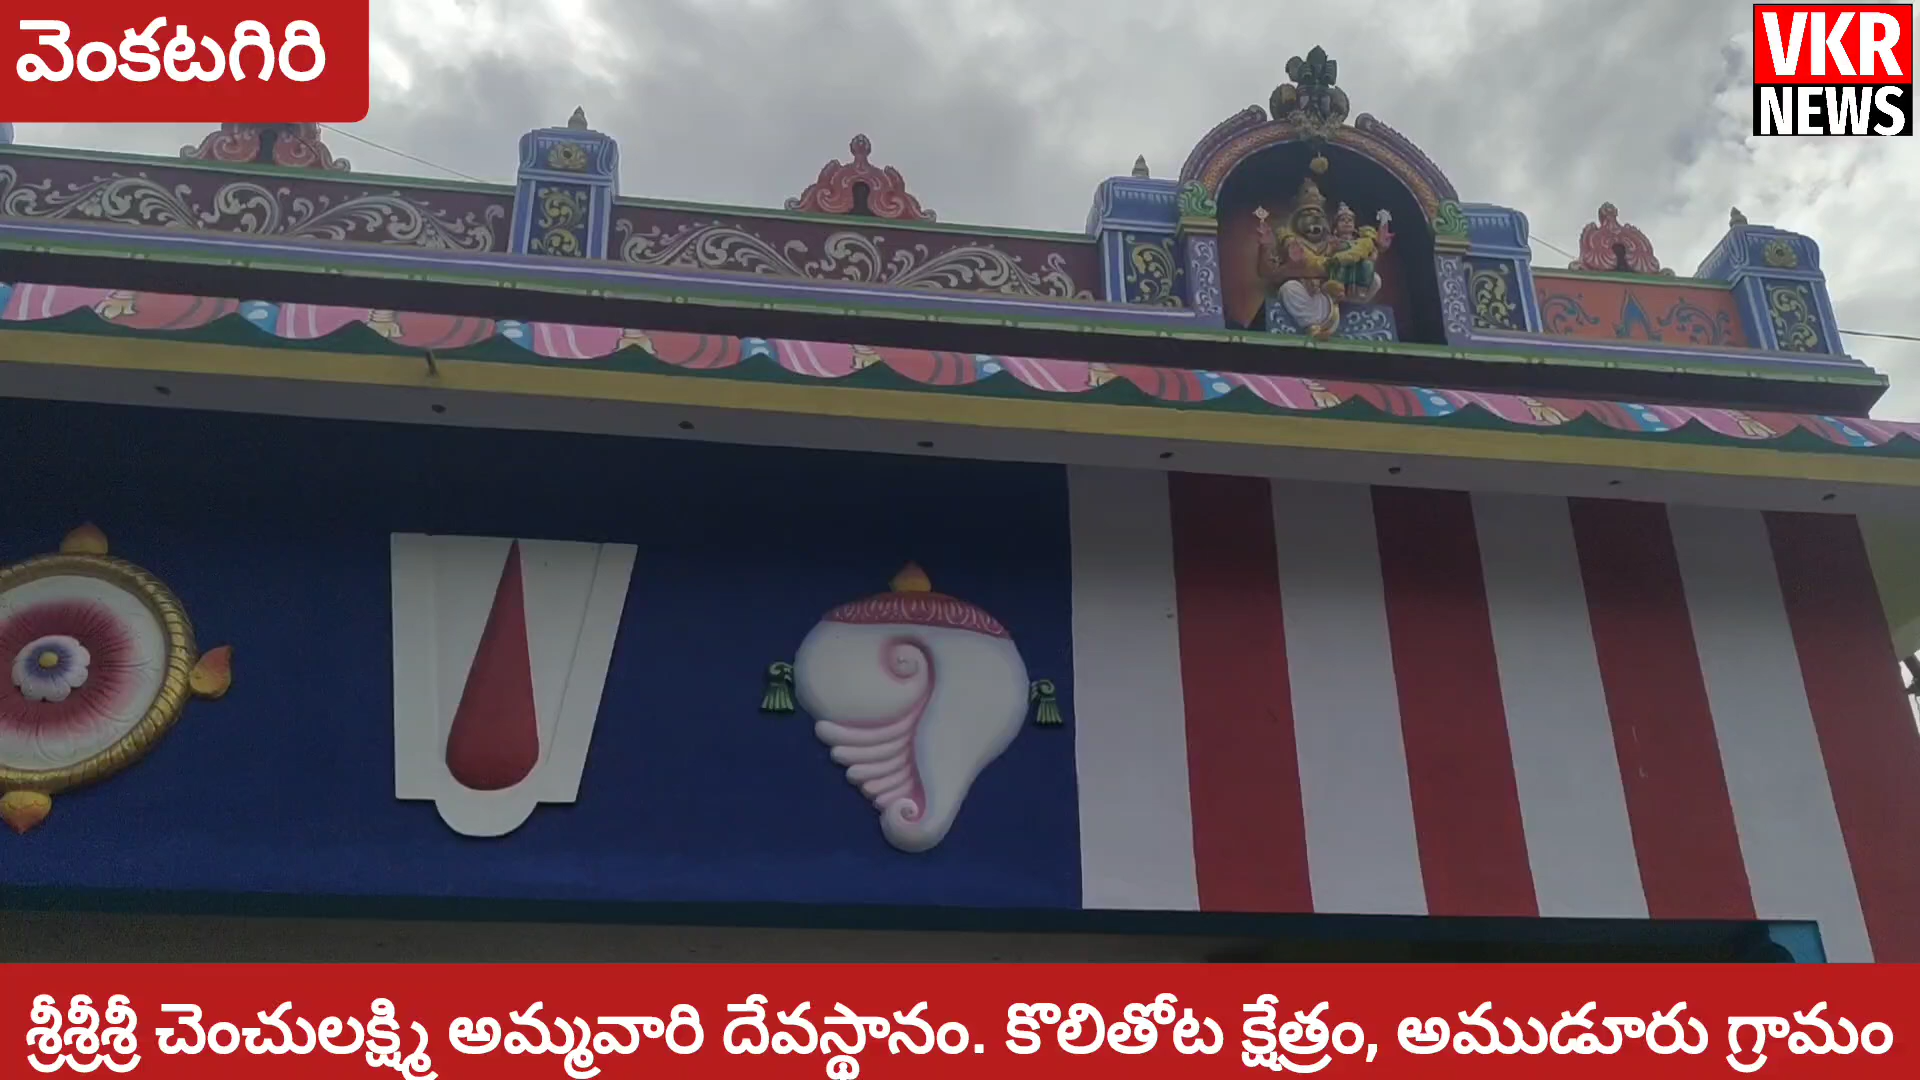 వెంకటగిరి
VKR
NEWS
శ్రీశ్రీశ్రీ చెంచులక్ష్మి అమ్మవారి దేవస్థానం. కొలితోట క్షేత్రం, అముడూరు గ్రామం